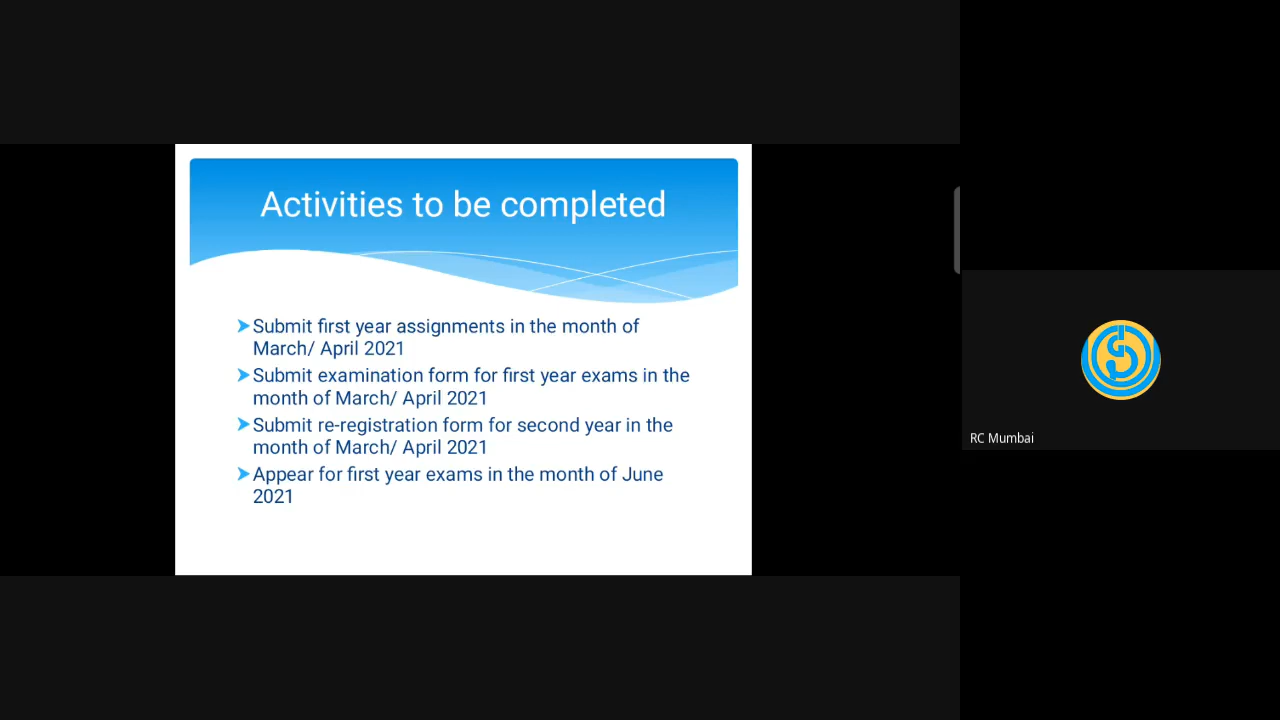 Activities to be completed
➤Submit first year assignments in the month of
March/ April 2021
➤Submit examination form for first year exams in the
month of March/ April 2021
➤Submit re-registration form for second year in the
month of March/ April 2021
➤Appear for first year exams in the month of June
2021
RC Mumbai